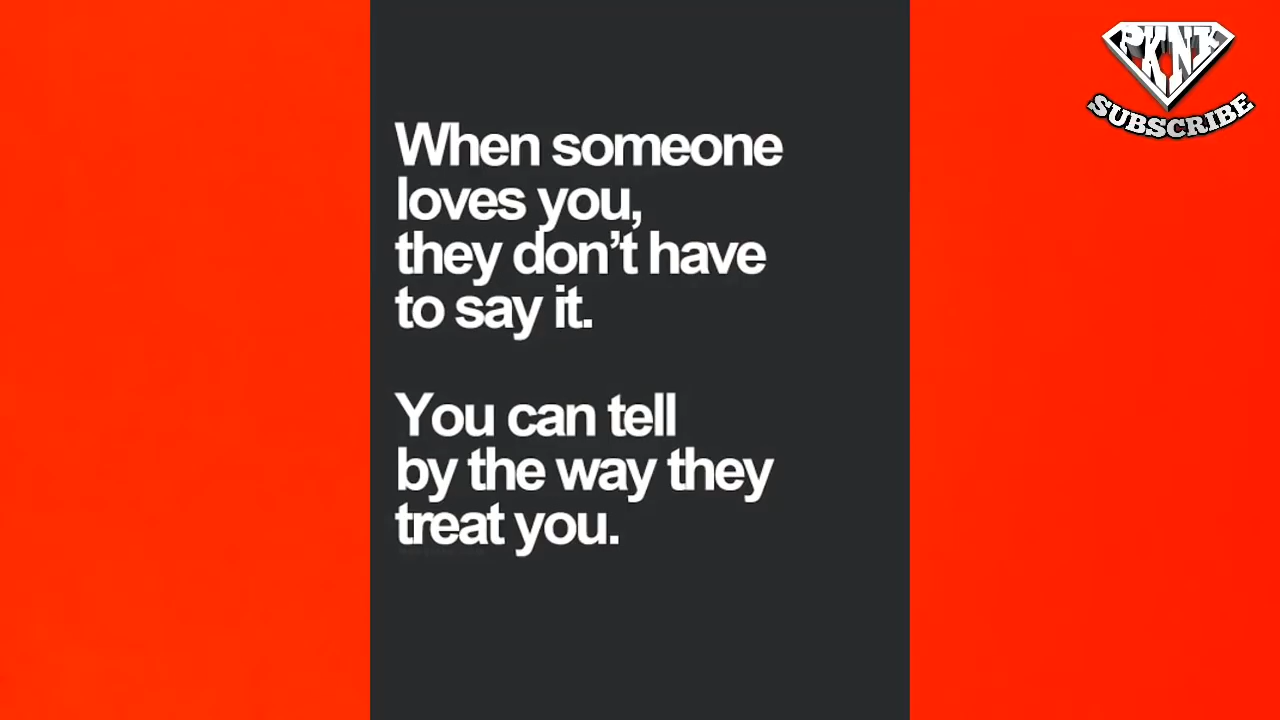 PKNK
SUBSCRIBE
When someone
loves you,
they don’t have
to say it.
You can tell
by the way they
treat you.